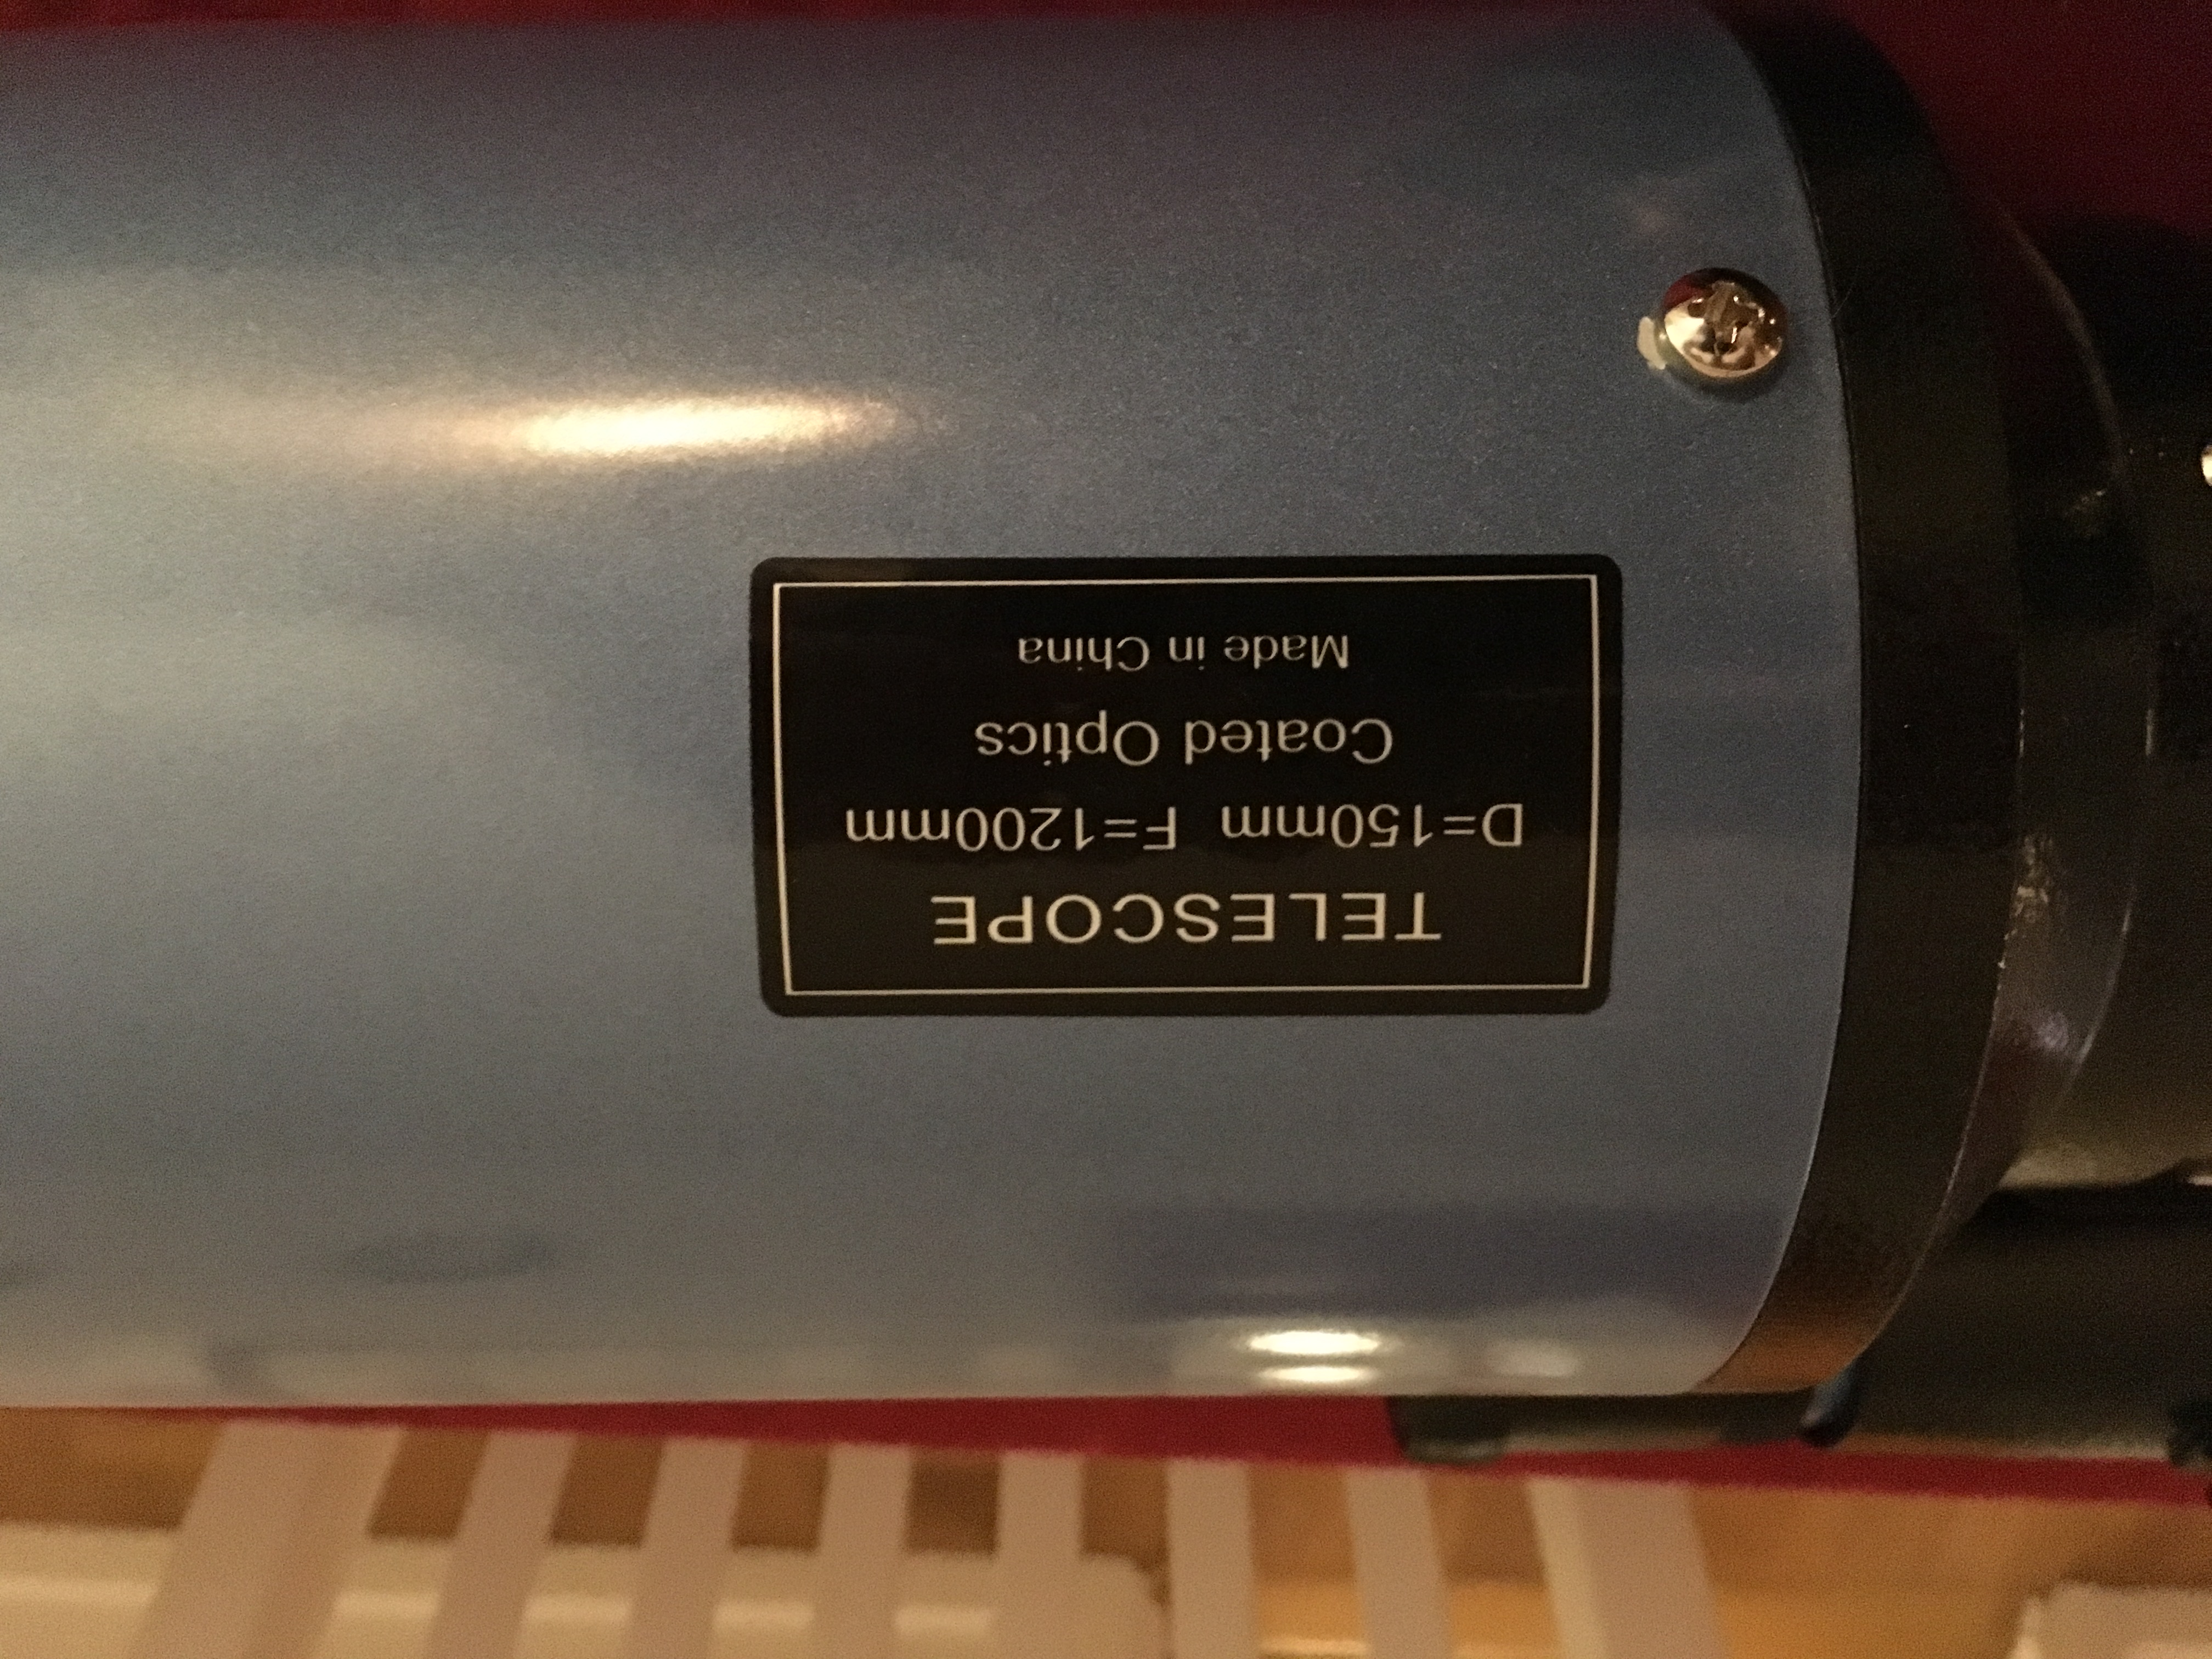 TELESCOPE
D=150mm F=1200mm
Coated Optics
Made in China